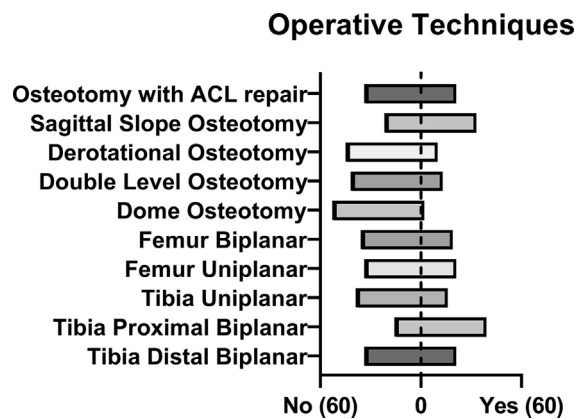 Operative Techniques
Osteotomy with ACL repair
Sagittal Slope Osteotomy
Derotational Osteotomy
Double Level Osteotomy
Dome Osteotomy
Femur Biplanar
Femur Uniplanar
Tibia Uniplanar
Tibia Proximal Biplanar
Tibia Distal Biplanar
No (60) 0 Yes (60)